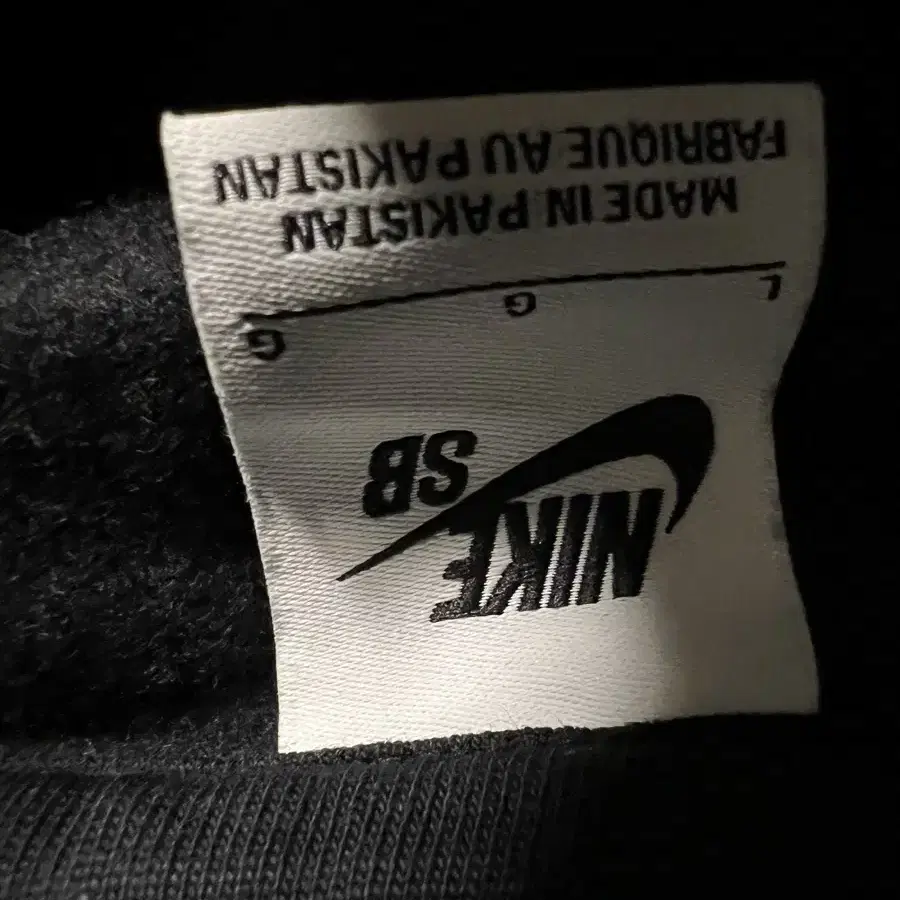 NIKE SB
L G G
MADE IN PAKISTAN
FABRIQUE AU PAKISTAN